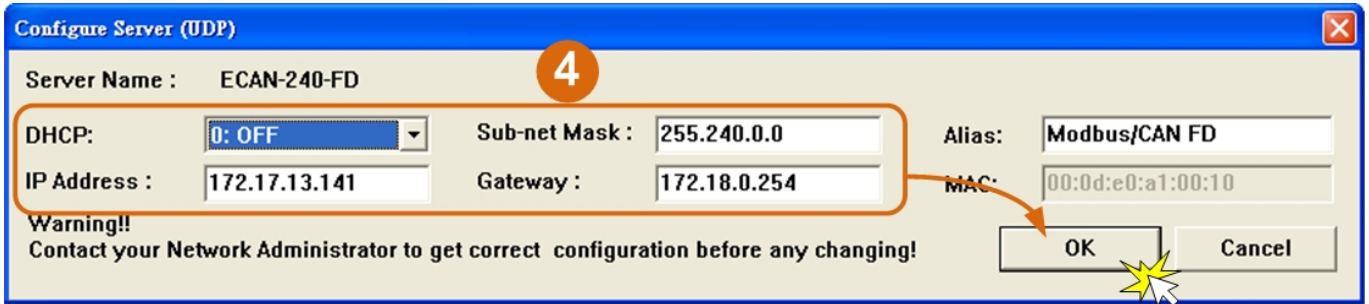 Configure Server (UDP)
4
Server Name : ECAN-240-FD
DHCP: 0: OFF Sub-net Mask : 255.240.0.0 Alias: Modbus/CAN FD
IP Address : 172.17.13.141 Gateway : 172.18.0.254 MAC: 00:0d:e0:a1:00:10
Warning!!
Contact your Network Administrator to get correct configuration before any changing!
OK Cancel